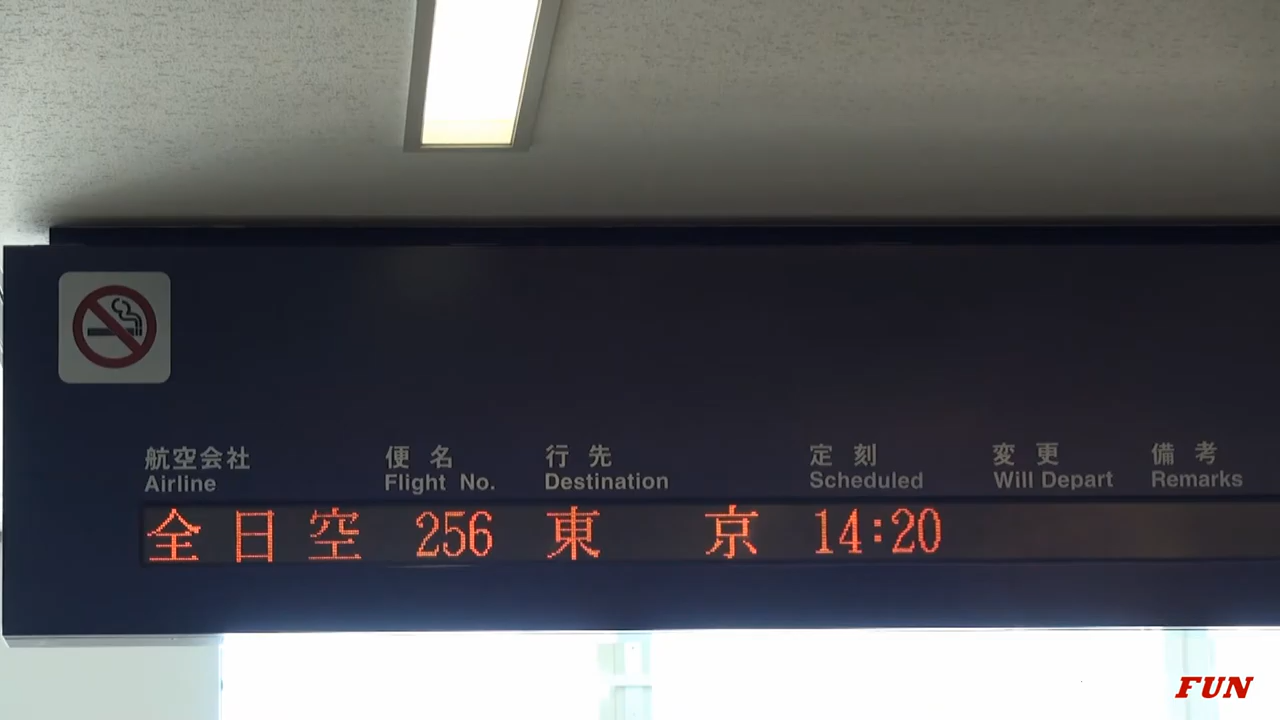 航空会社 便名 行先 定刻 変更 備考
Airline Flight No. Destination Scheduled Will Depart Remarks
全日空 256 東京 14:20
FUN